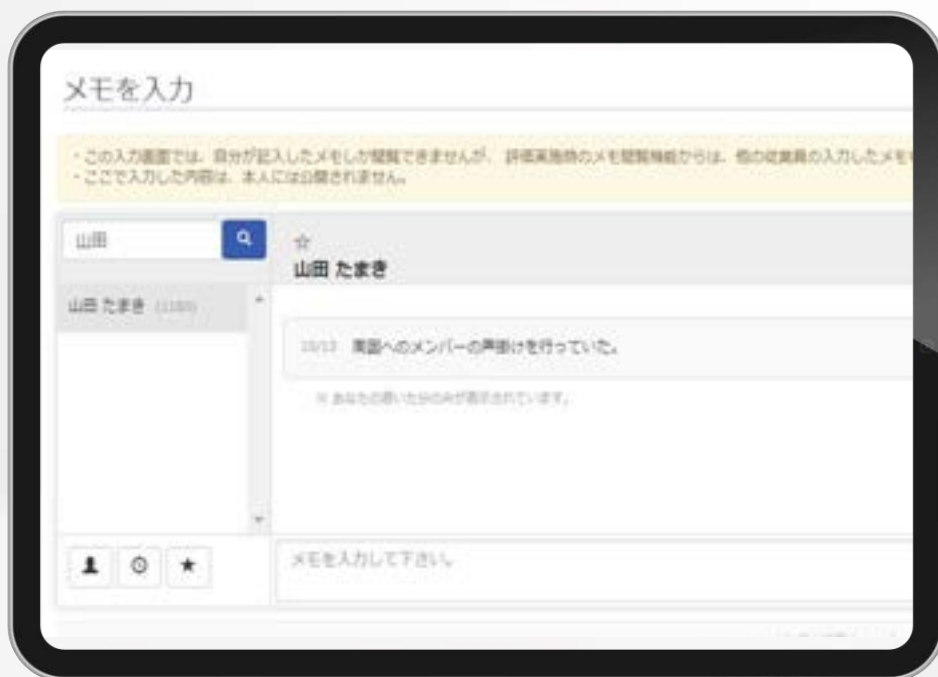 メモを入力
・この入力画面では、自分が記入したメモしか閲覧できませんが、 評価実施時のメモ閲覧機能からは、他の従業員の入力したメモ
・ここで入力した内容は、本人には公開されません。
山田
☆
山田 たまき
山田 たまき
メンバーの声掛けを行っていた。
※ あなたの書いた分のみが表示されています。
メモを入力して下さい。